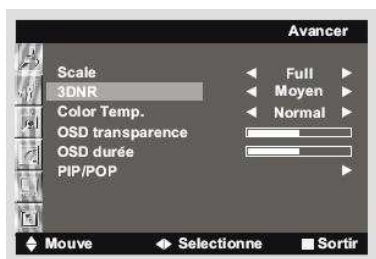 Avancer
Scale Full
3DNR Moyen
Color Temp. Normal
OSD transparence
OSD durée
PIP/POP
Mouve Selectionne Sortir